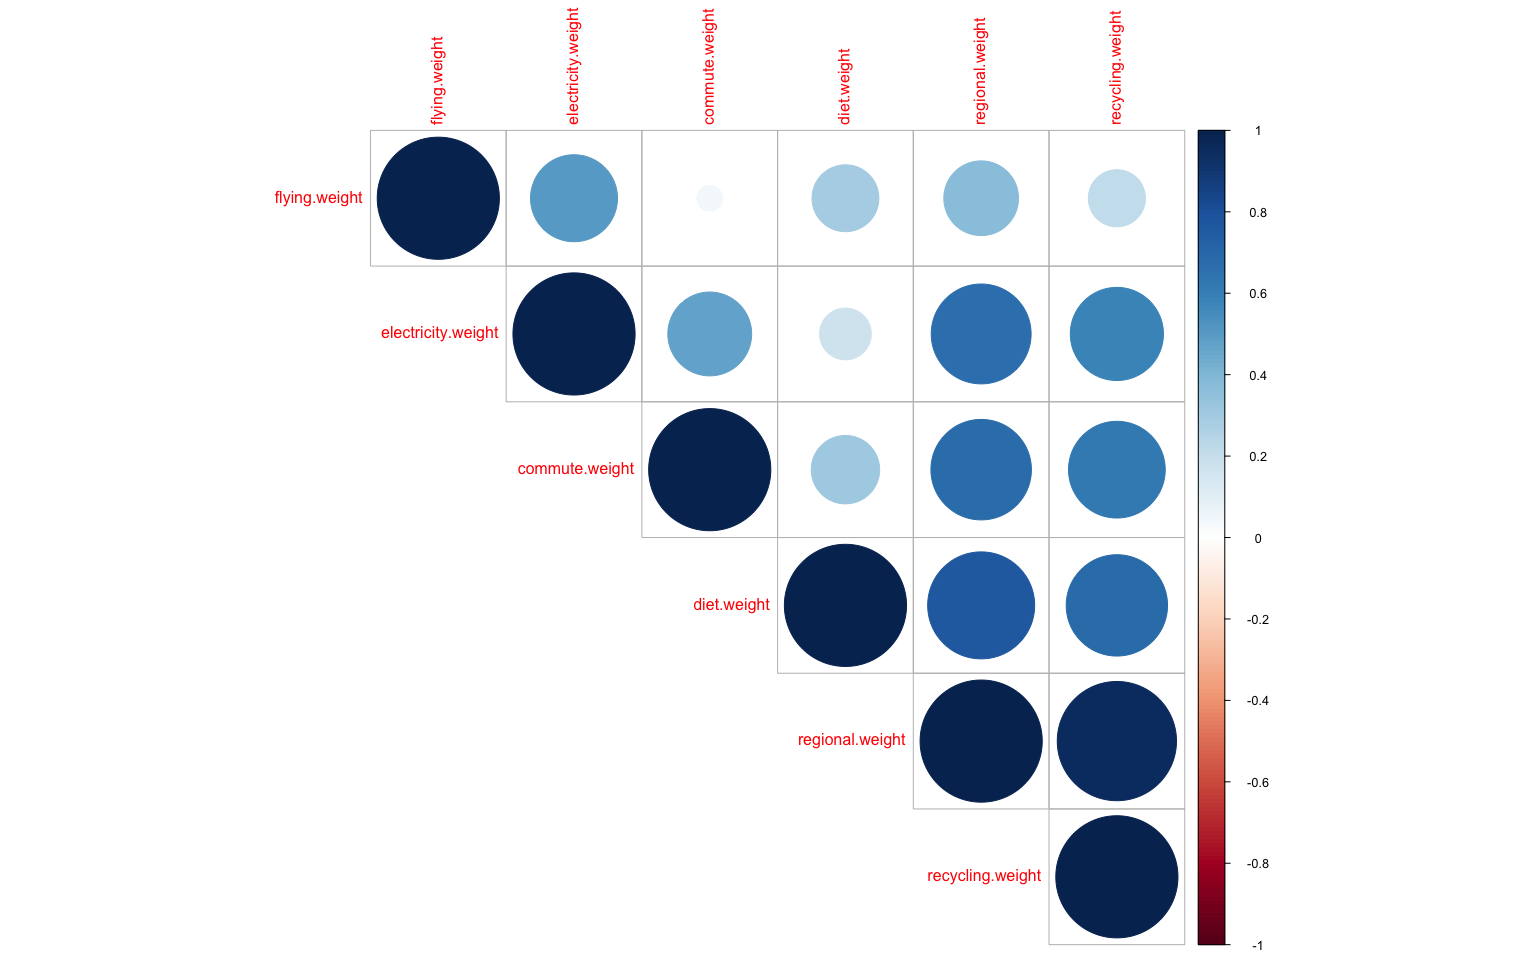 flying.weight
electricity.weight
commute.weight
diet.weight
regional.weight
recycling.weight
flying.weight
electricity.weight
commute.weight
diet.weight
regional.weight
recycling.weight
1
0.8
0.6
0.4
0.2
0
-0.2
-0.4
-0.6
-0.8
-1